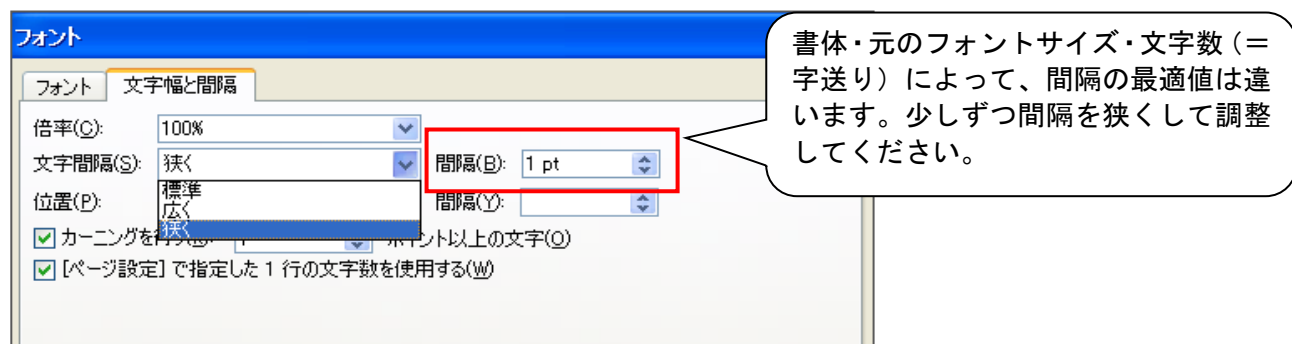 フォント
書体・元のフォントサイズ・文字数（＝
字送り）によって、間隔の最適値は違
います。少しずつ間隔を狭くして調整
してください。
フォント 文字幅と間隔
倍率(C): 100%
文字間隔(S): 狭く 間隔(B): 1 pt
標準
位置(P): 間隔(Y):
広く
狭く
カーニングを ポイント以上の文字(O)
[ページ設定] で指定した 1 行の文字数を使用する(W)